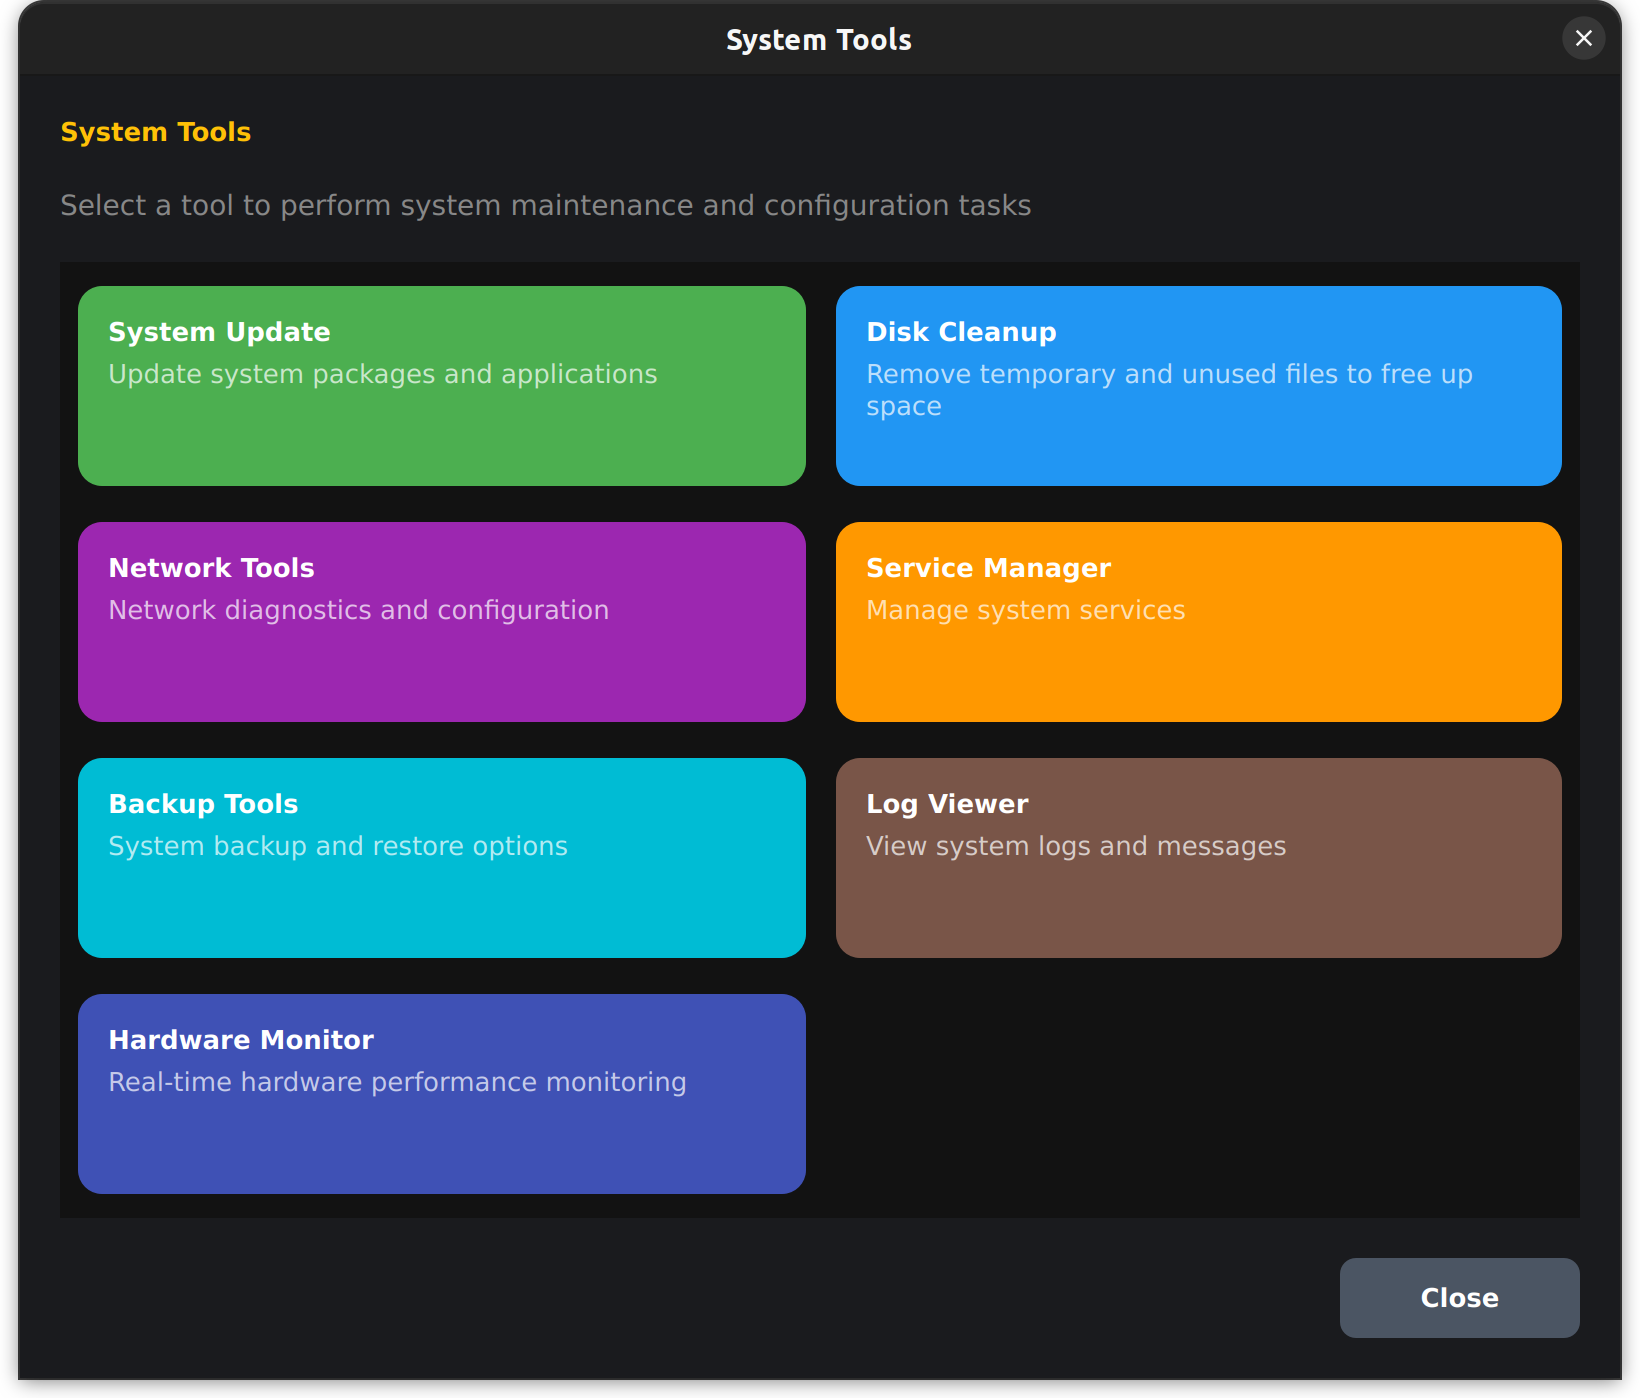 System Tools
System Tools
Select a tool to perform system maintenance and configuration tasks
System Update
Update system packages and applications
Disk Cleanup
Remove temporary and unused files to free up
space
Network Tools
Network diagnostics and configuration
Service Manager
Manage system services
Backup Tools
System backup and restore options
Log Viewer
View system logs and messages
Hardware Monitor
Real-time hardware performance monitoring
Close